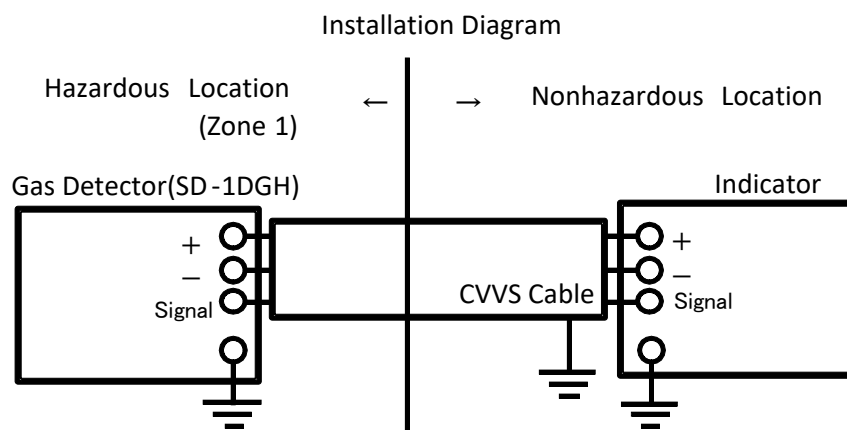 Installation Diagram
Hazardous Location ← → Nonhazardous Location
(Zone 1)
Gas Detector(SD-1DGH) Indicator
+ +
− −
Signal CVVS Cable Signal